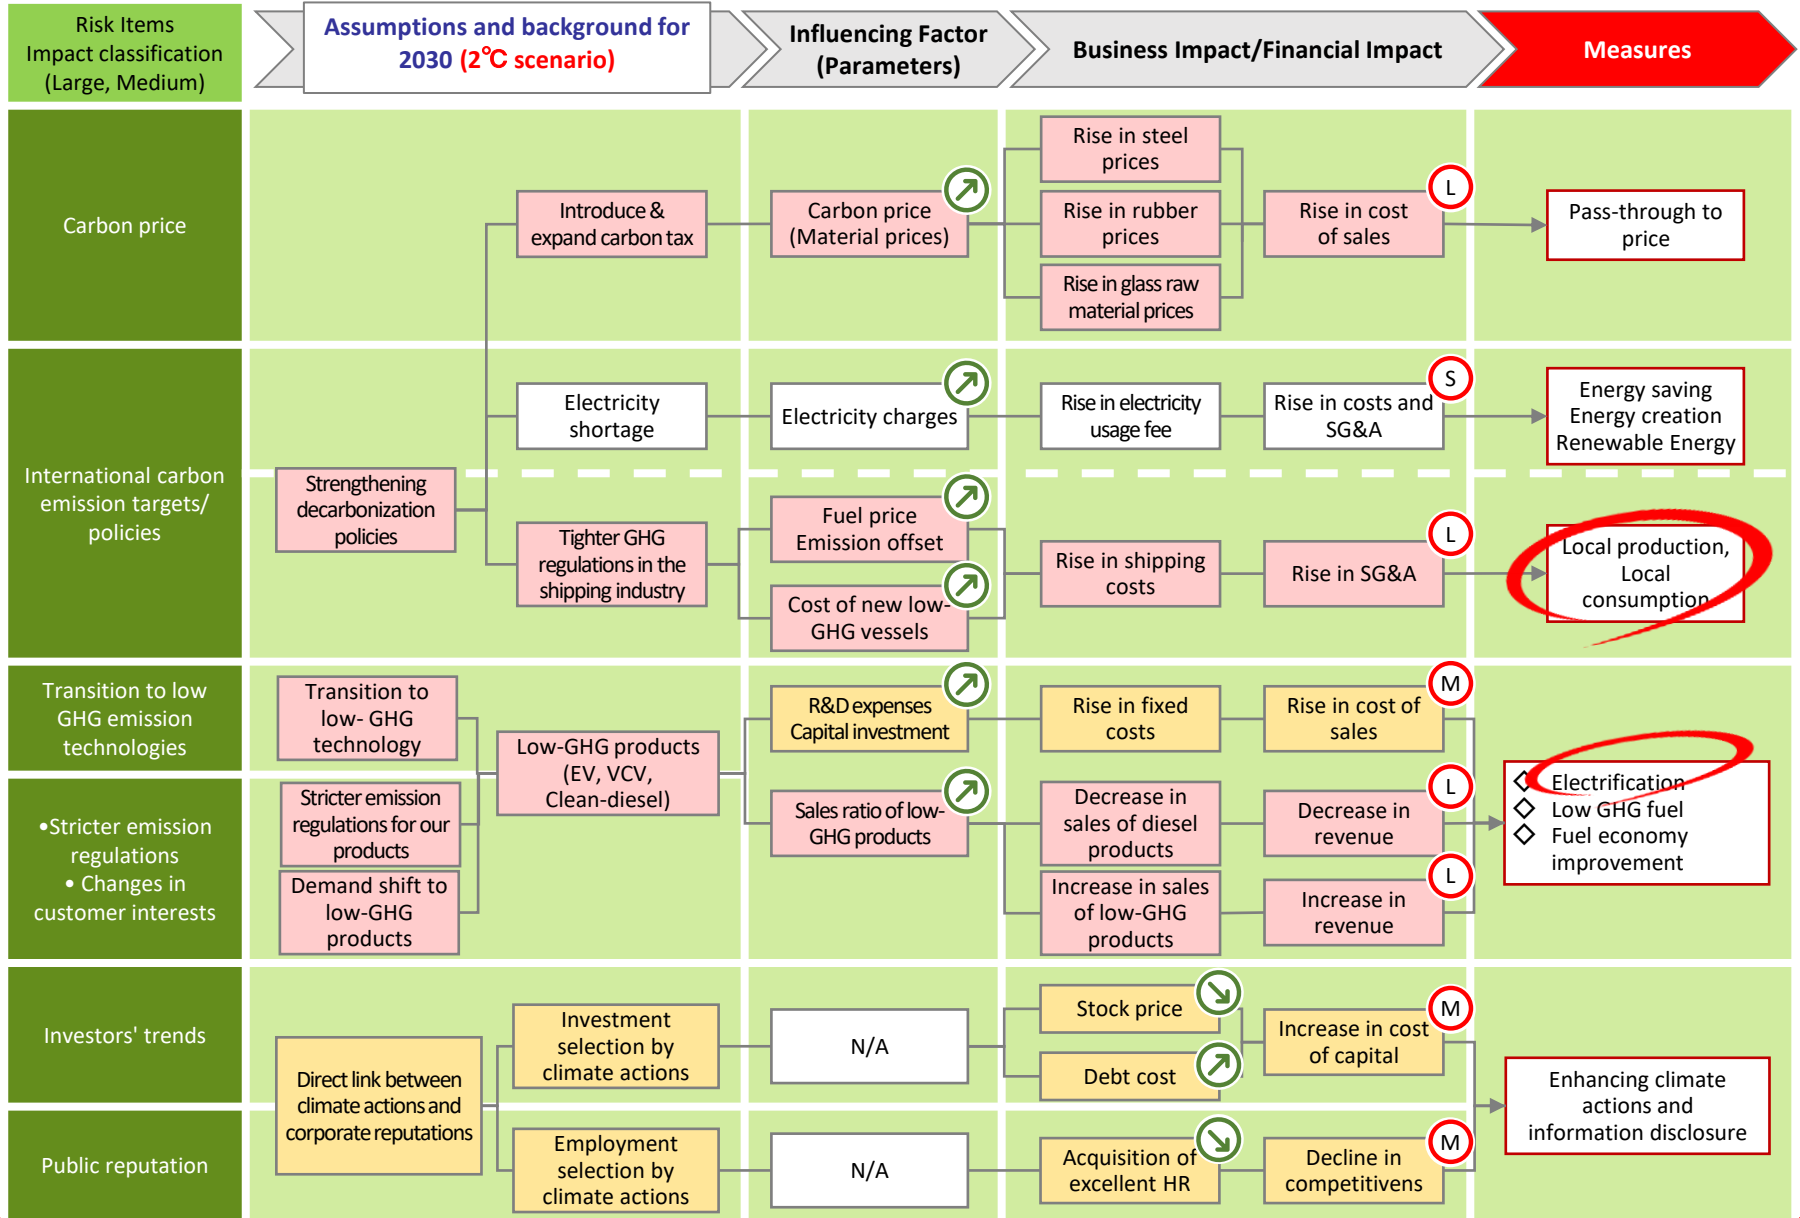 Risk Items
Impact classification
(Large, Medium)
Assumptions and background for
2030 (2℃ scenario)
Influencing Factor
(Parameters)
Business Impact/Financial Impact
Measures
Carbon price
Introduce &
expand carbon tax
Carbon price
(Material prices)
Rise in steel
prices
Rise in rubber
prices
Rise in glass raw
material prices
Rise in cost
of sales
L
Pass-through to
price
International carbon
emission targets/
policies
Strengthening
decarbonization
policies
Electricity
shortage
Electricity charges
Rise in electricity
usage fee
Rise in costs and
SG&A
S
Energy saving
Energy creation
Renewable Energy
Tighter GHG
regulations in the
shipping industry
Fuel price
Emission offset
Cost of new low-
GHG vessels
Rise in shipping
costs
Rise in SG&A
L
Local production,
Local
consumption
Transition to low
GHG emission
technologies
Transition to
low- GHG
technology
Low-GHG products
(EV, VCV,
Clean-diesel)
R&D expenses
Capital investment
Rise in fixed
costs
Rise in cost of
sales
M
•Stricter emission
regulations
• Changes in
customer interests
Stricter emission
regulations for our
products
Demand shift to
low-GHG
products
Sales ratio of low-
GHG products
Decrease in
sales of diesel
products
Decrease in
revenue
L
Increase in sales
of low-GHG
products
Increase in
revenue
L
◇ Electrification
◇ Low GHG fuel
◇ Fuel economy
improvement
Investors' trends
Direct link between
climate actions and
corporate reputations
Investment
selection by
climate actions
N/A
Stock price
Debt cost
Increase in cost
of capital
M
Enhancing climate
actions and
information disclosure
Public reputation
Employment
selection by
climate actions
N/A
Acquisition of
excellent HR
Decline in
competitivens
M